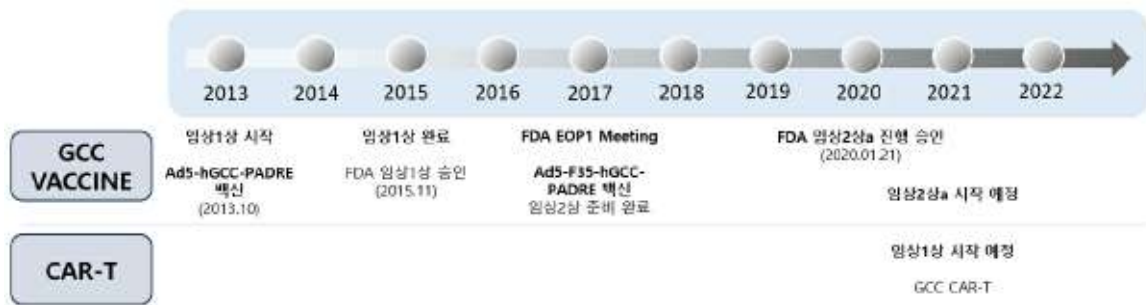 2013 2014 2015 2016 2017 2018 2019 2020 2021 2022
GCC
VACCINE
임상1상 시작
Ad5-hGCC-PADRE
백신
(2013.10)
임상1상 완료
FDA 임상1상 승인
(2015.11)
FDA EOP1 Meeting
Ad5-F35-hGCC-
PADRE 백신
임상2상 준비 완료
FDA 임상2상a 진행 승인
(2020.01.21)
임상2상a 시작 예정
CAR-T
임상1상 시작 예정
GCC CAR-T